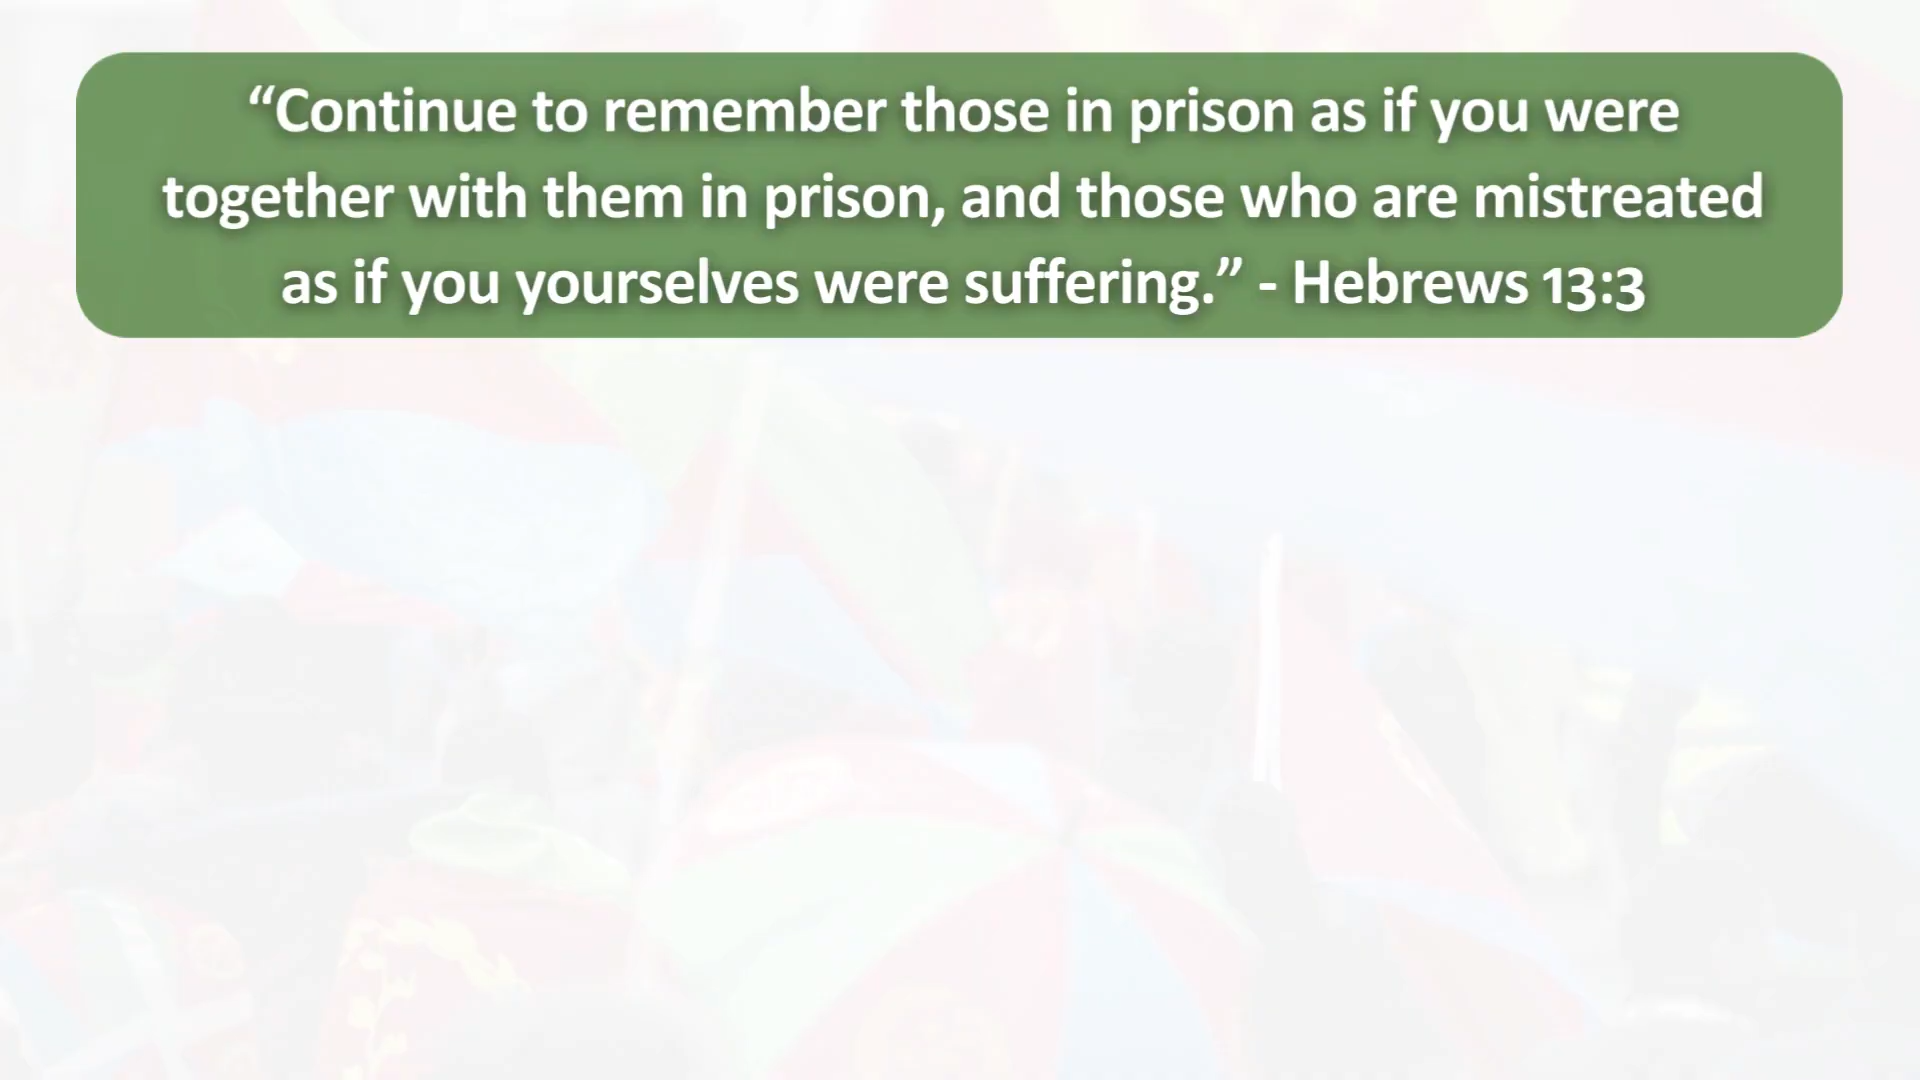 “Continue to remember those in prison as if you were
together with them in prison, and those who are mistreated
as if you yourselves were suffering.” - Hebrews 13:3